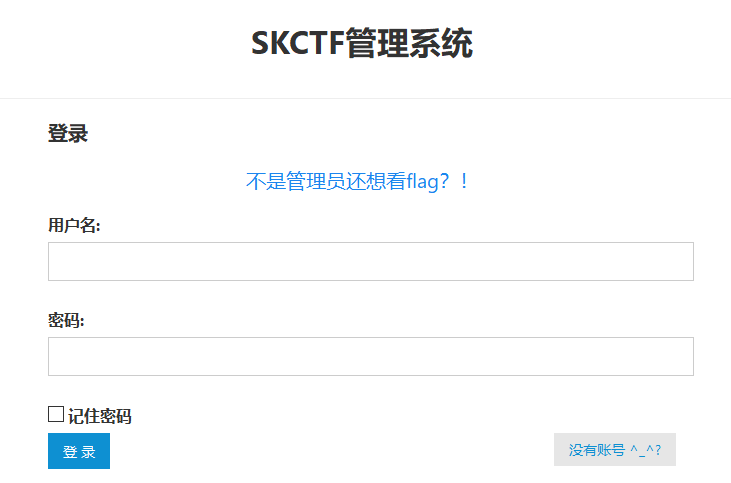 SKCTF管理系统
登录
不是管理员还想看flag？！
用户名:
密码:
记住密码
登 录
没有账号 ^_^?